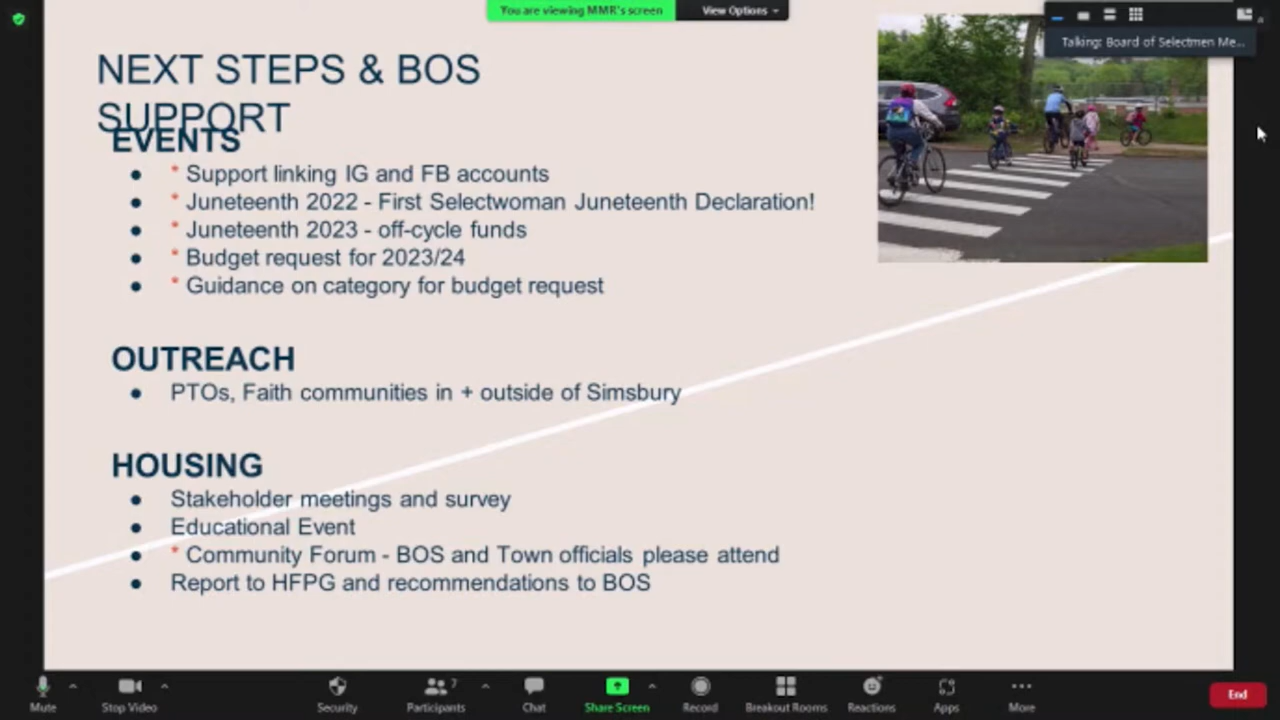 You are viewing MMR's screen
View Options
Talking: Board of Selectmen Me...
NEXT STEPS & BOS
SUPPORT
EVENTS
● * Support linking IG and FB accounts
● * Juneteenth 2022 - First Selectwoman Juneteenth Declaration!
● * Juneteenth 2023 - off-cycle funds
● * Budget request for 2023/24
● * Guidance on category for budget request
OUTREACH
● PTOs, Faith communities in + outside of Simsbury
HOUSING
● Stakeholder meetings and survey
● Educational Event
● * Community Forum - BOS and Town officials please attend
● Report to HFPG and recommendations to BOS
Mute
Stop Video
Security
Participants 7
Chat
Share Screen
Record
Breakout Rooms
Reactions
Apps
More
End